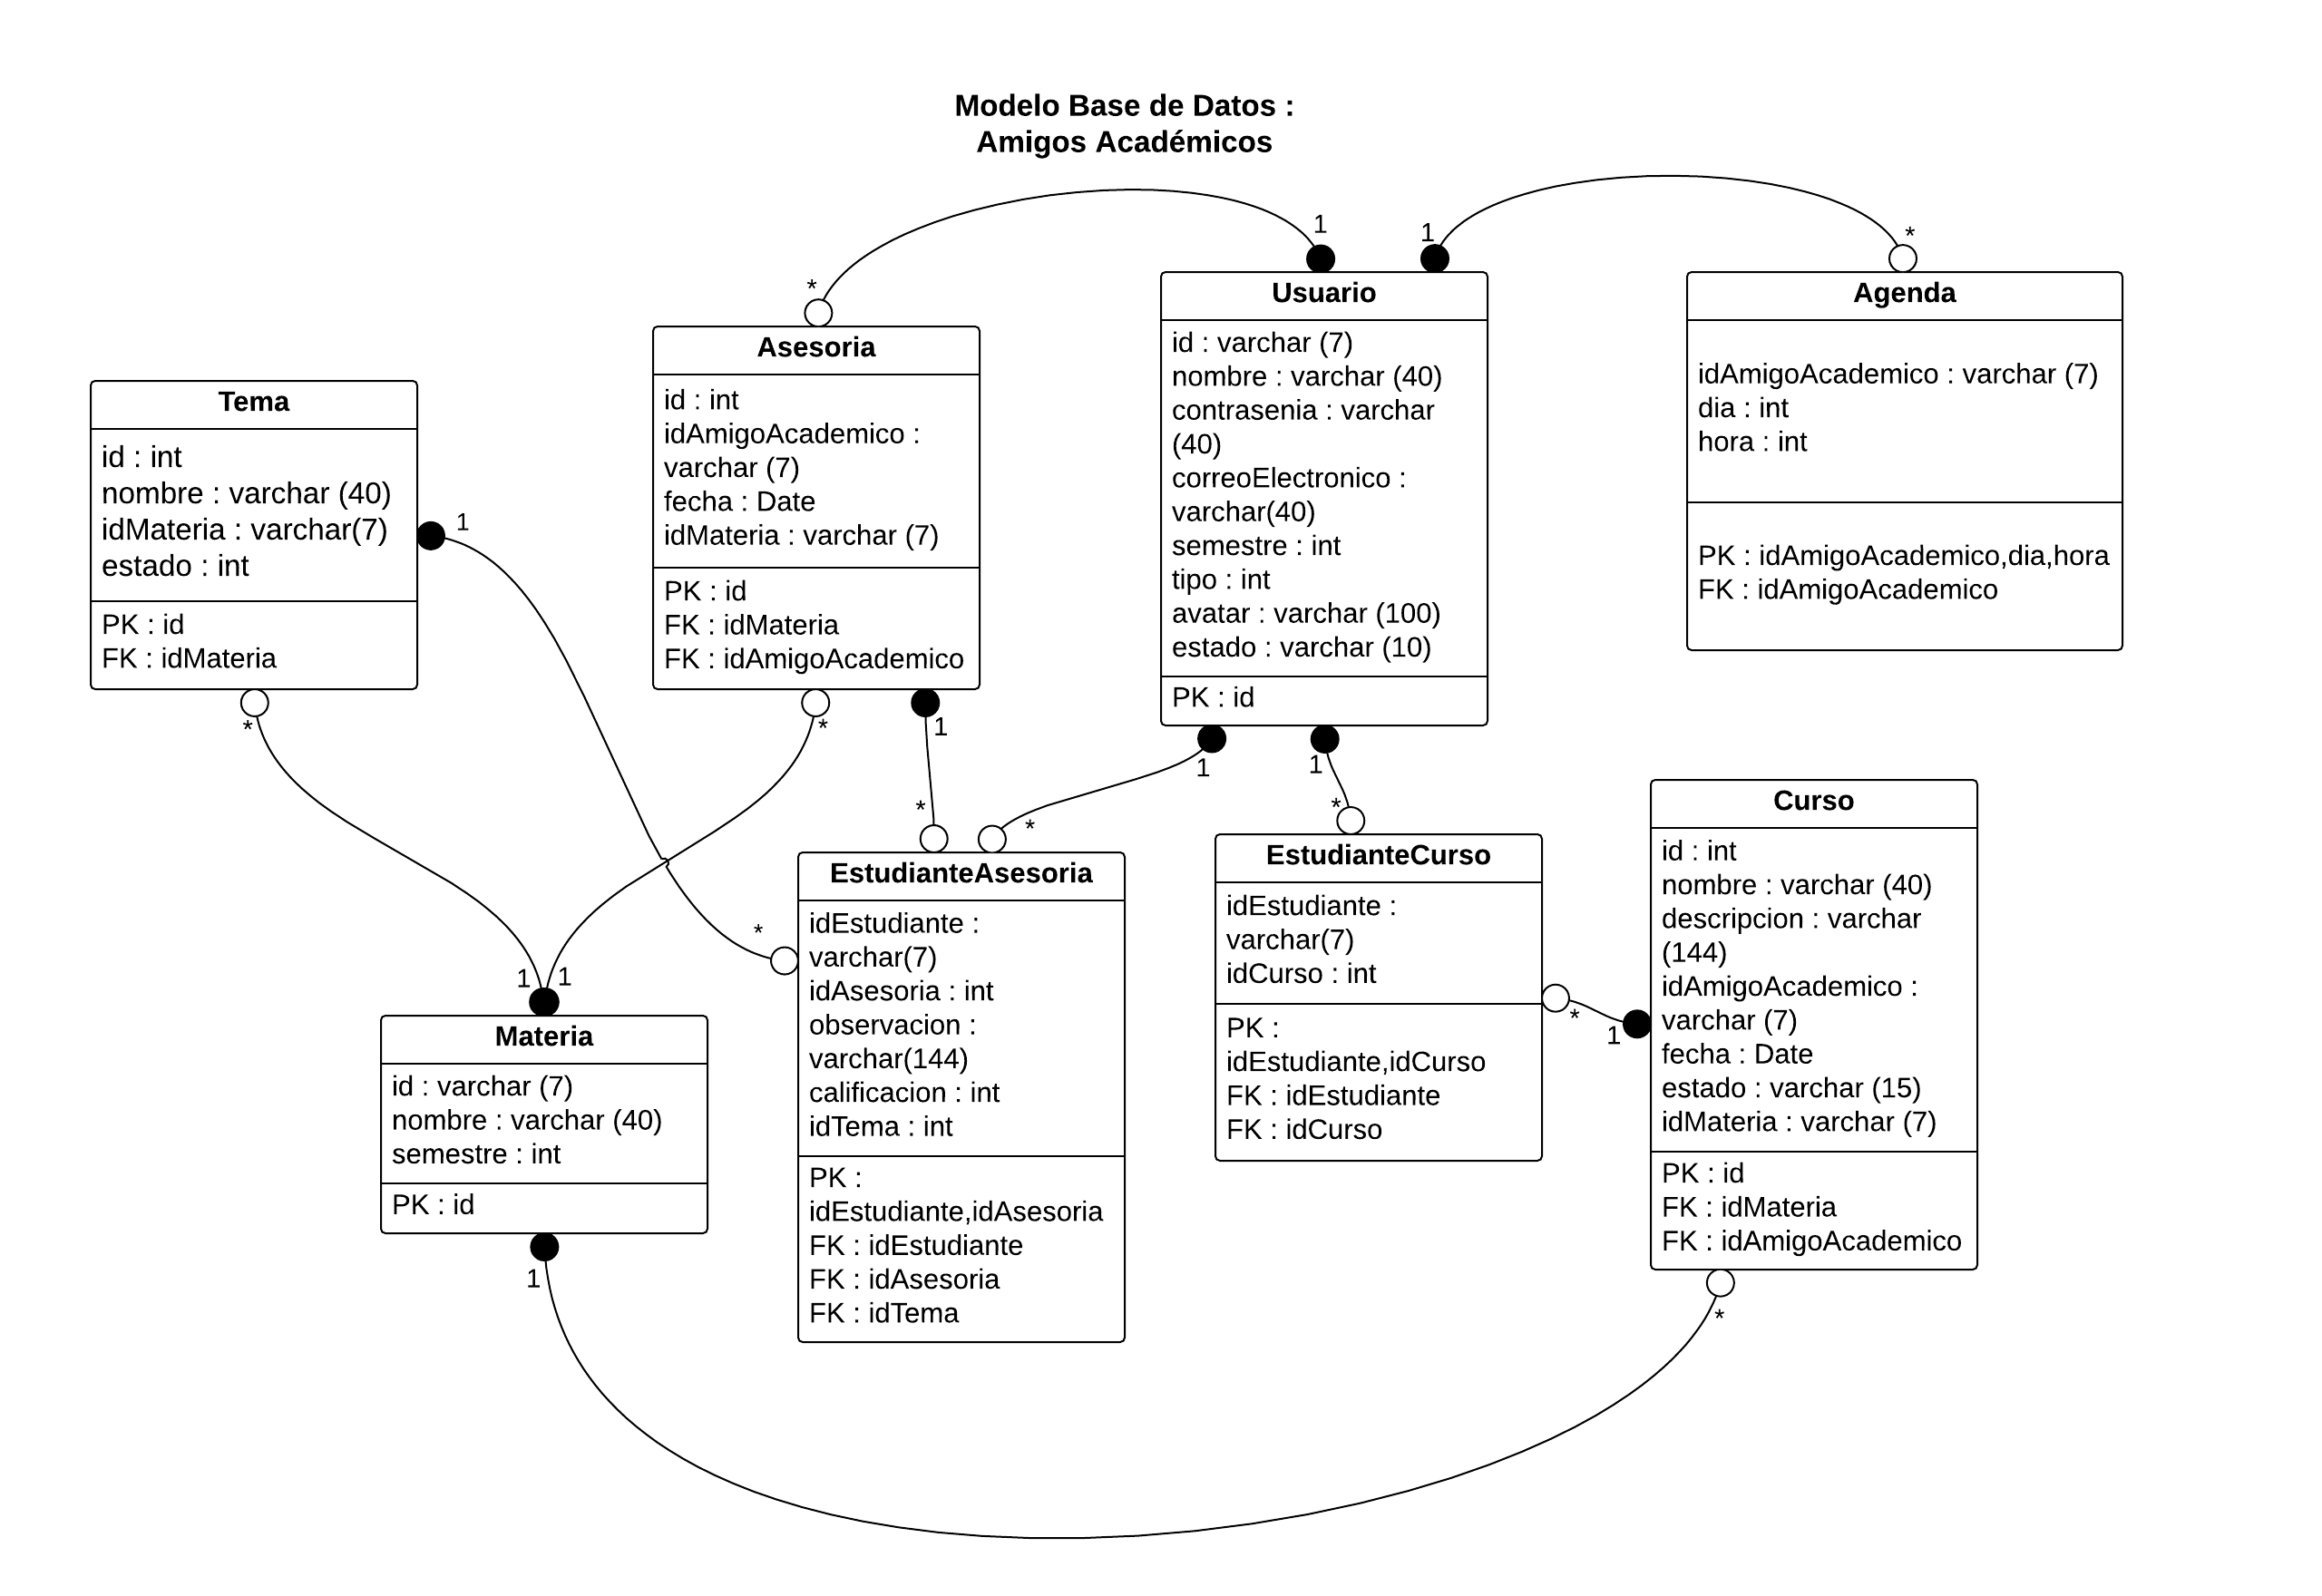 Modelo Base de Datos :
Amigos Académicos
1
1
*
*
Usuario
id : varchar (7)
nombre : varchar (40)
contrasenia : varchar
(40)
correoElectronico :
varchar(40)
semestre : int
tipo : int
avatar : varchar (100)
estado : varchar (10)
PK : id
1
1
Agenda
idAmigoAcademico : varchar (7)
dia : int
hora : int
PK : idAmigoAcademico,dia,hora
FK : idAmigoAcademico
Asesoria
id : int
idAmigoAcademico :
varchar (7)
fecha : Date
idMateria : varchar (7)
PK : id
FK : idMateria
FK : idAmigoAcademico
*
1
Tema
id : int
nombre : varchar (40)
idMateria : varchar(7)
estado : int
PK : id
FK : idMateria
1
*
*
*
*
*
EstudianteAsesoria
idEstudiante :
varchar(7)
idAsesoria : int
observacion :
varchar(144)
calificacion : int
idTema : int
PK :
idEstudiante,idAsesoria
FK : idEstudiante
FK : idAsesoria
FK : idTema
EstudianteCurso
idEstudiante :
varchar(7)
idCurso : int
PK :
idEstudiante,idCurso
FK : idEstudiante
FK : idCurso
*
1
Curso
id : int
nombre : varchar (40)
descripcion : varchar
(144)
idAmigoAcademico :
varchar (7)
fecha : Date
estado : varchar (15)
idMateria : varchar (7)
PK : id
FK : idMateria
FK : idAmigoAcademico
1
1
Materia
id : varchar (7)
nombre : varchar (40)
semestre : int
PK : id
1
*